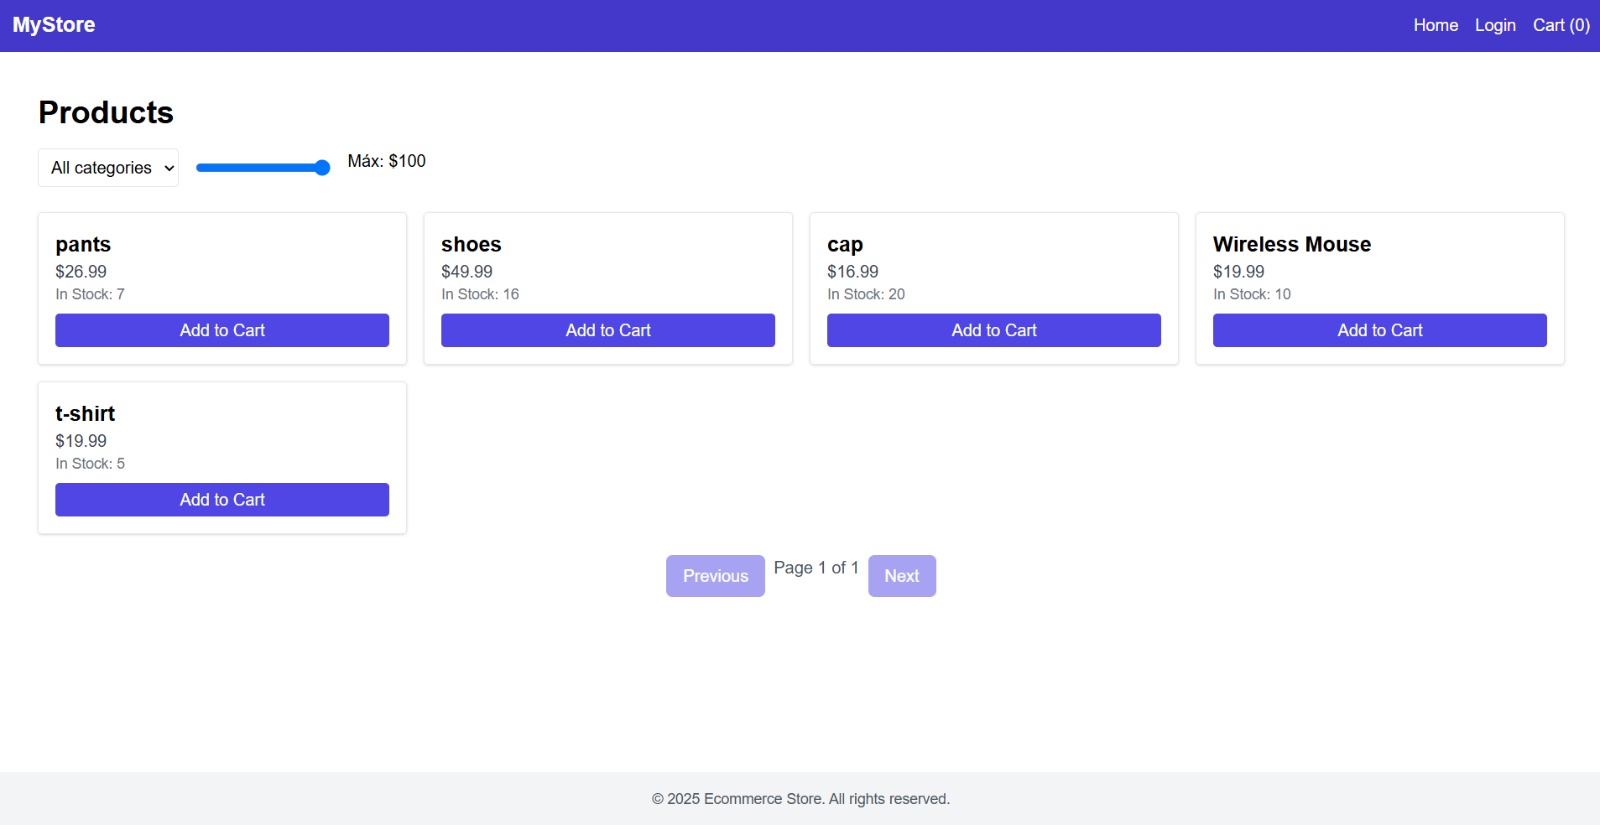 MyStore
Home Login Cart (0)
Products
All categories
Máx: $100
pants
$26.99
In Stock: 7
Add to Cart
shoes
$49.99
In Stock: 16
Add to Cart
cap
$16.99
In Stock: 20
Add to Cart
Wireless Mouse
$19.99
In Stock: 10
Add to Cart
t-shirt
$19.99
In Stock: 5
Add to Cart
Previous Page 1 of 1 Next
© 2025 Ecommerce Store. All rights reserved.